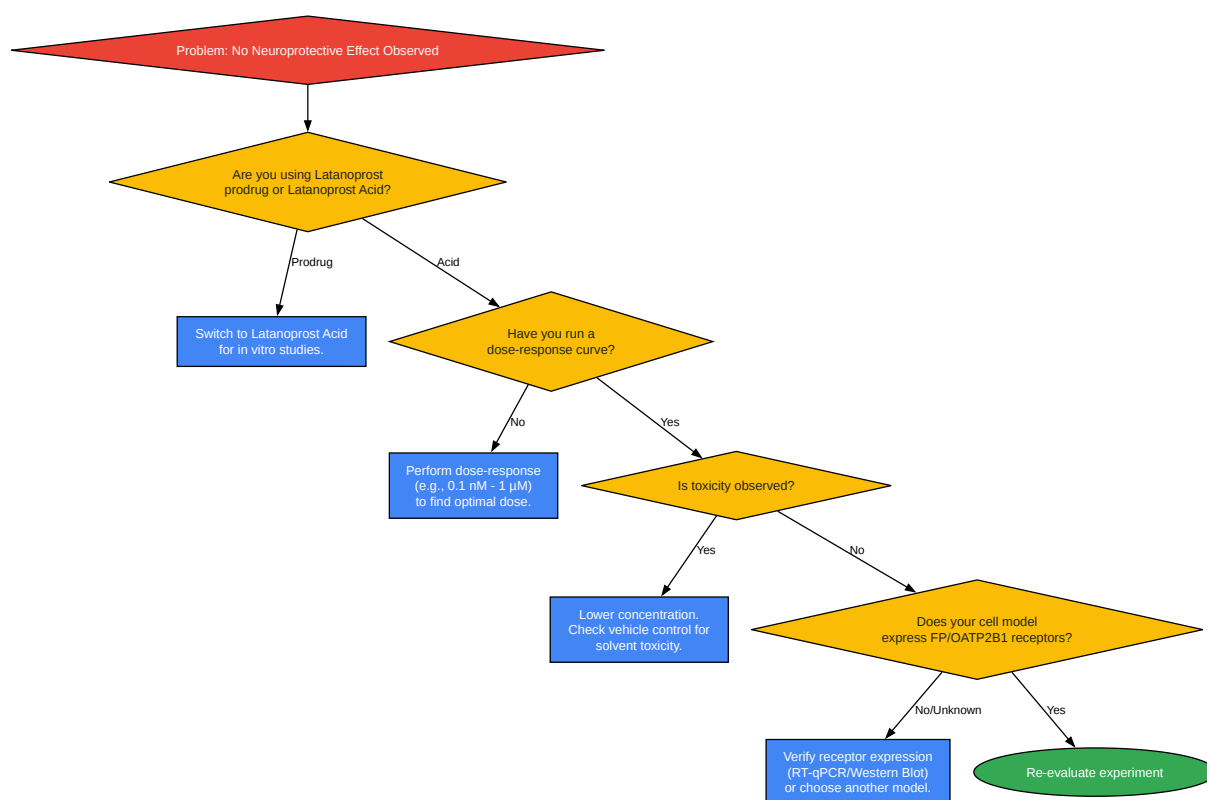 Problem: No Neuroprotective Effect Observed
Are you using Latanoprost
prodrug or Latanoprost Acid?
Prodrug
Acid
Switch to Latanoprost Acid
for in vitro studies.
Have you run a
dose-response curve?
No
Yes
Perform dose-response
(e.g., 0.1 nM - 1 µM)
to find optimal dose.
Is toxicity observed?
Yes
No
Lower concentration.
Check vehicle control for
solvent toxicity.
Does your cell model
express FP/OATP2B1 receptors?
No/Unknown
Yes
Verify receptor expression
(RT-qPCR/Western Blot)
or choose another model.
Re-evaluate experiment